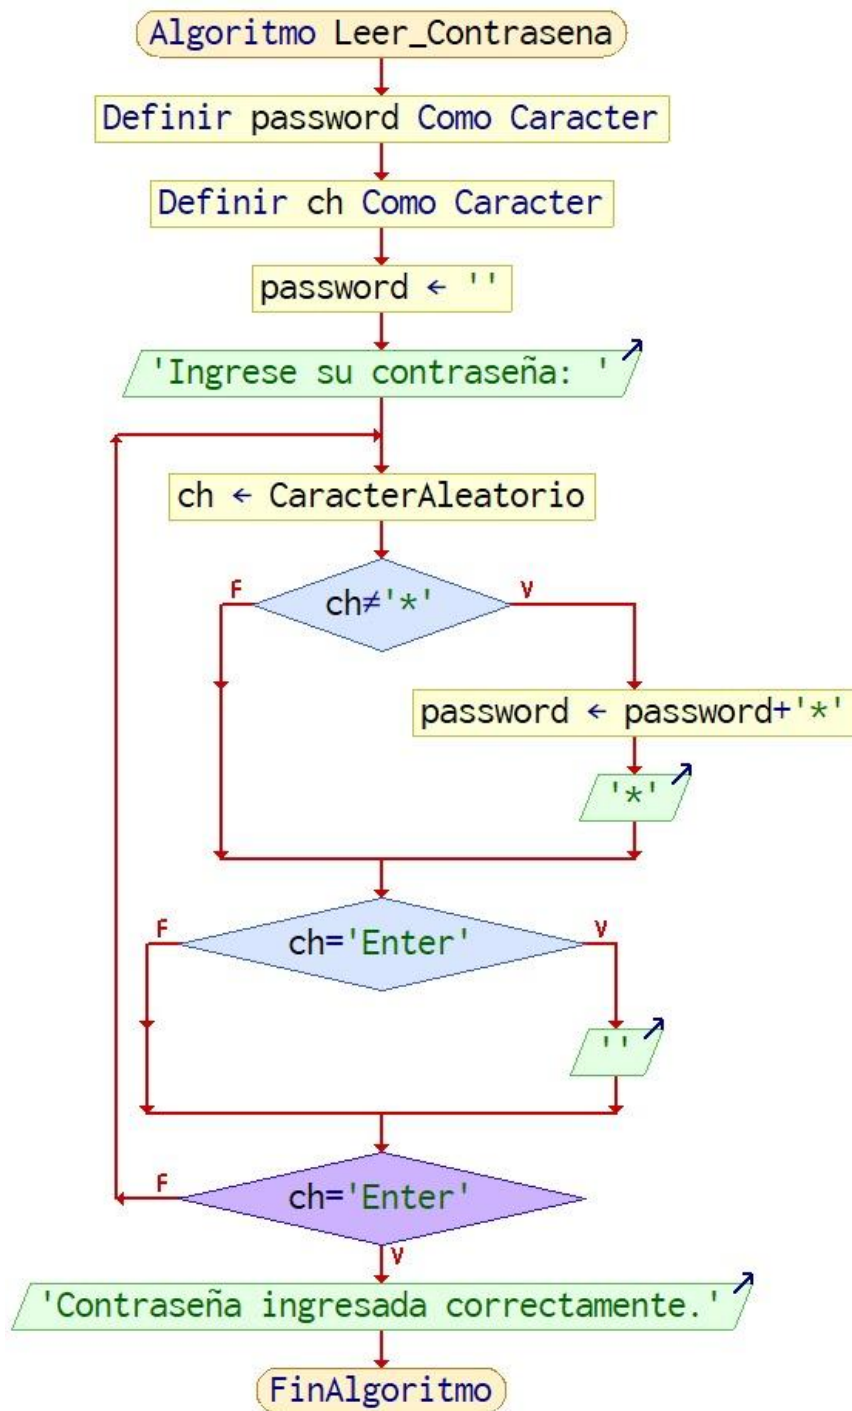 Algoritmo Leer_Contrasena
Definir password Como Caracter
Definir ch Como Caracter
password ← ''
'Ingrese su contraseña: '
ch ← CaracterAleatorio
F
ch≠'*'
V
password ← password+'*'
'*'
F
ch='Enter'
V
''
F
ch='Enter'
V
'Contraseña ingresada correctamente.'
FinAlgoritmo